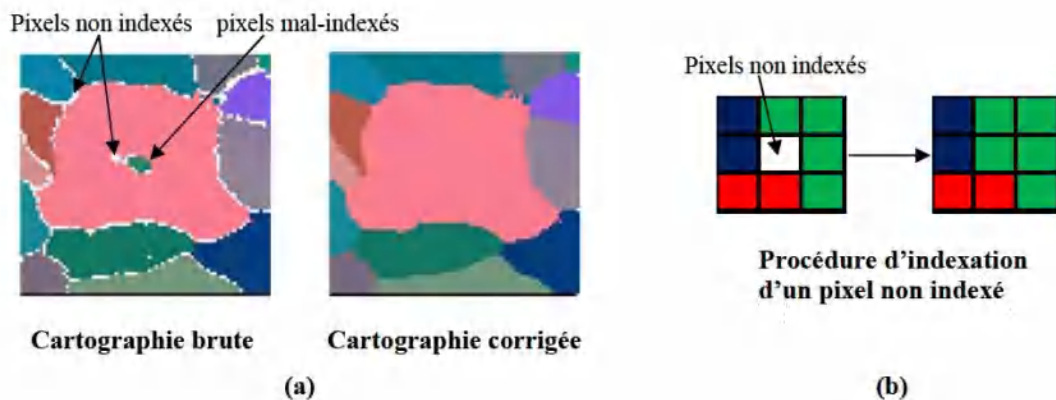 Pixels non indexés
pixels mal-indexés
Cartographie brute
Cartographie corrigée
(a)
Pixels non indexés
Procédure d’indexation
d’un pixel non indexé
(b)